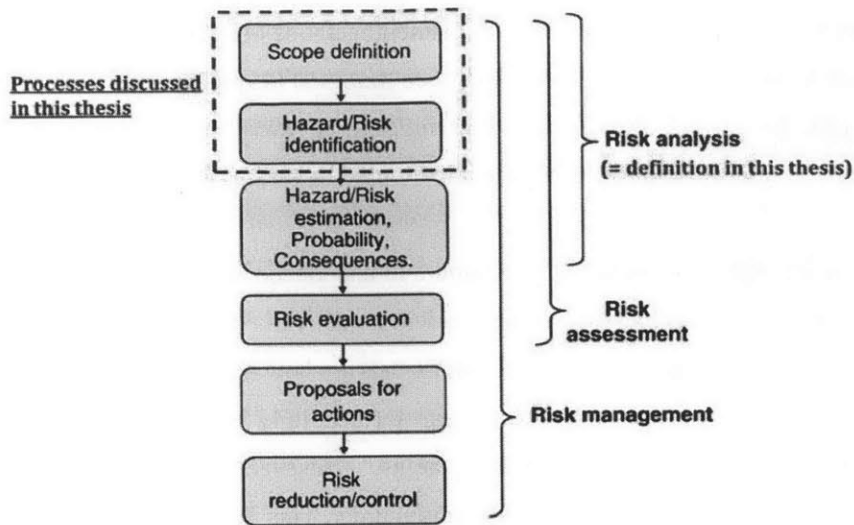 Scope definition
Processes discussed
in this thesis
Hazard/Risk
identification
Risk analysis
(= definition in this thesis)
Hazard/Risk
estimation,
Probability,
Consequences.
Risk evaluation
Risk
assessment
Proposals for
actions
Risk management
Risk
reduction/control